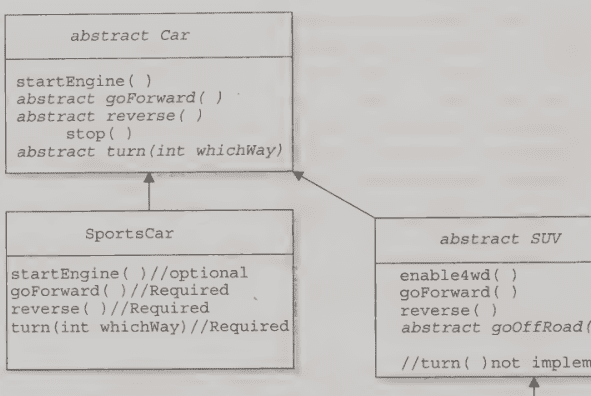 abstract Car
startEngine( )
abstract goForward( )
abstract reverse( )
stop( )
abstract turn(int whichWay)
SportsCar
startEngine( )//optional
goForward( )//Required
reverse( )//Required
turn(int whichWay)//Required
abstract SUV
enable4wd( )
goForward( )
reverse( )
abstract goOffRoad(
//turn( )not implem